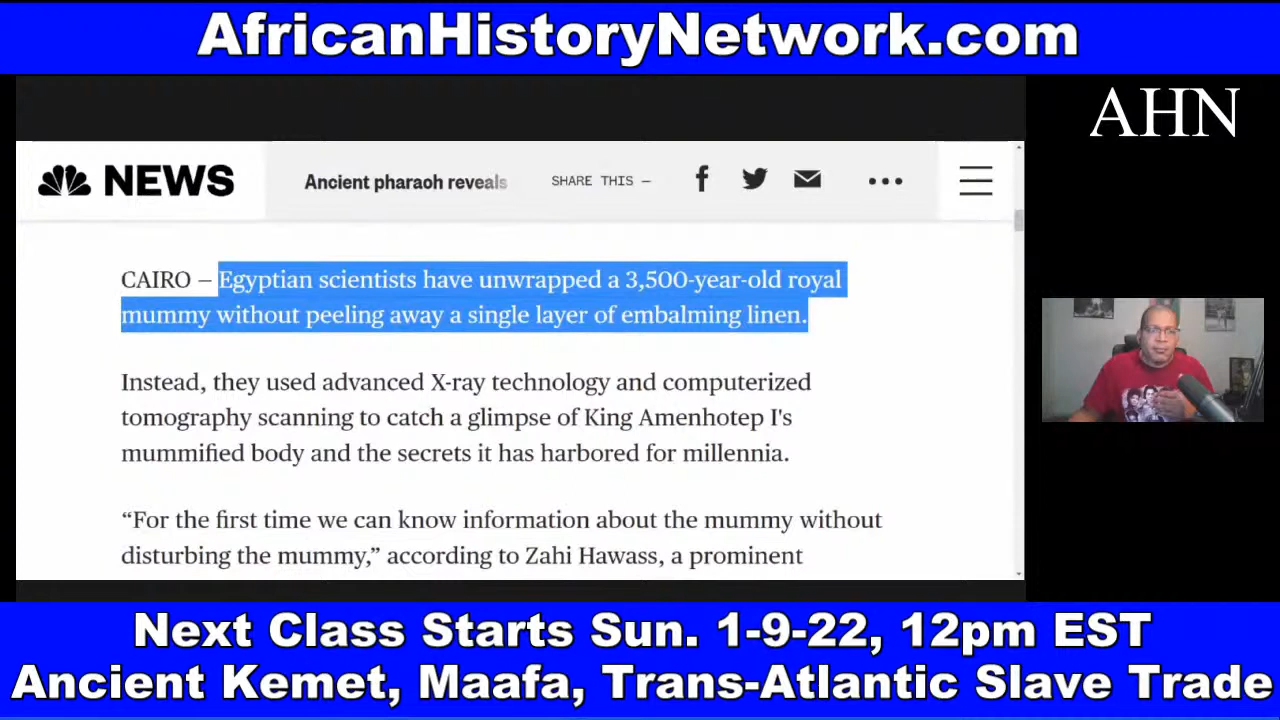 AfricanHistoryNetwork.com
AHN
NEWS
Ancient pharaoh reveals
SHARE THIS —
CAIRO — Egyptian scientists have unwrapped a 3,500-year-old royal
mummy without peeling away a single layer of embalming linen.
Instead, they used advanced X-ray technology and computerized
tomography scanning to catch a glimpse of King Amenhotep I's
mummified body and the secrets it has harbored for millennia.
“For the first time we can know information about the mummy without
disturbing the mummy,” according to Zahi Hawass, a prominent
Next Class Starts Sun. 1-9-22, 12pm EST
Ancient Kemet, Maafa, Trans-Atlantic Slave Trade